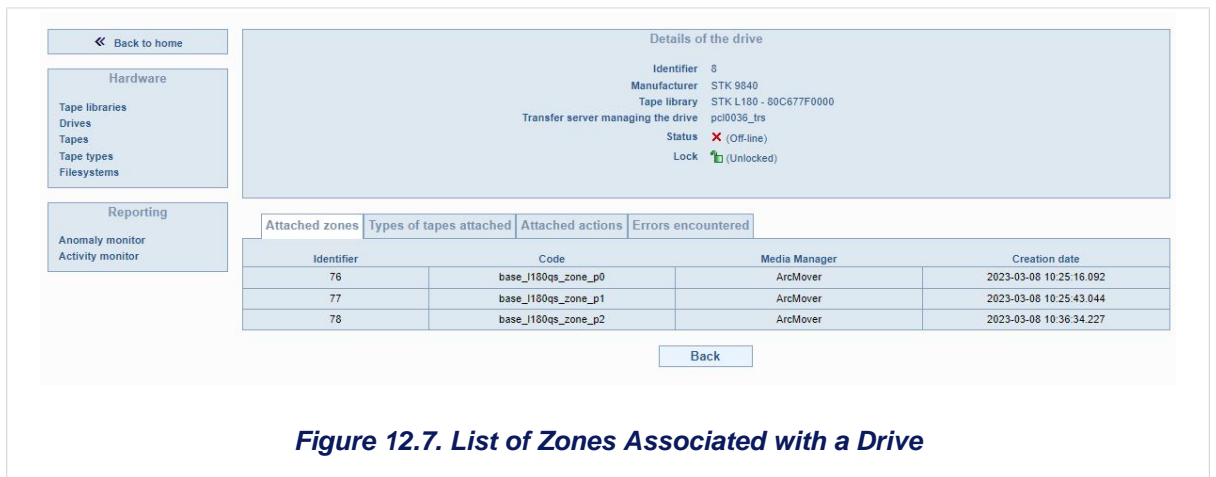 « Back to home
Hardware
Tape libraries
Drives
Tapes
Tape types
Filesystems
Reporting
Anomaly monitor
Activity monitor
Details of the drive
Identifier 8
Manufacturer STK 9840
Tape library STK L180 - 80C677F0000
Transfer server managing the drive pcl0036_trs
Status (Off-line)
Lock (Unlocked)
Attached zones Types of tapes attached Attached actions Errors encountered
Identifier Code Media Manager Creation date
76 base_l180qs_zone_p0 ArcMover 2023-03-08 10:25:16.092
77 base_l180qs_zone_p1 ArcMover 2023-03-08 10:25:43.044
78 base_l180qs_zone_p2 ArcMover 2023-03-08 10:36:34.227
Back
Figure 12.7. List of Zones Associated with a Drive